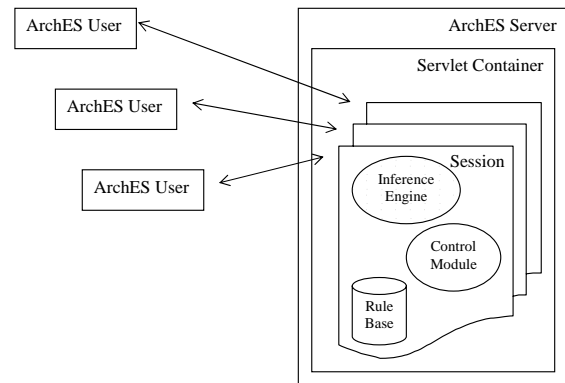 ArchES User
ArchES Server
Servlet Container
ArchES User
ArchES User
Session
Inference
Engine
Control
Module
Rule
Base